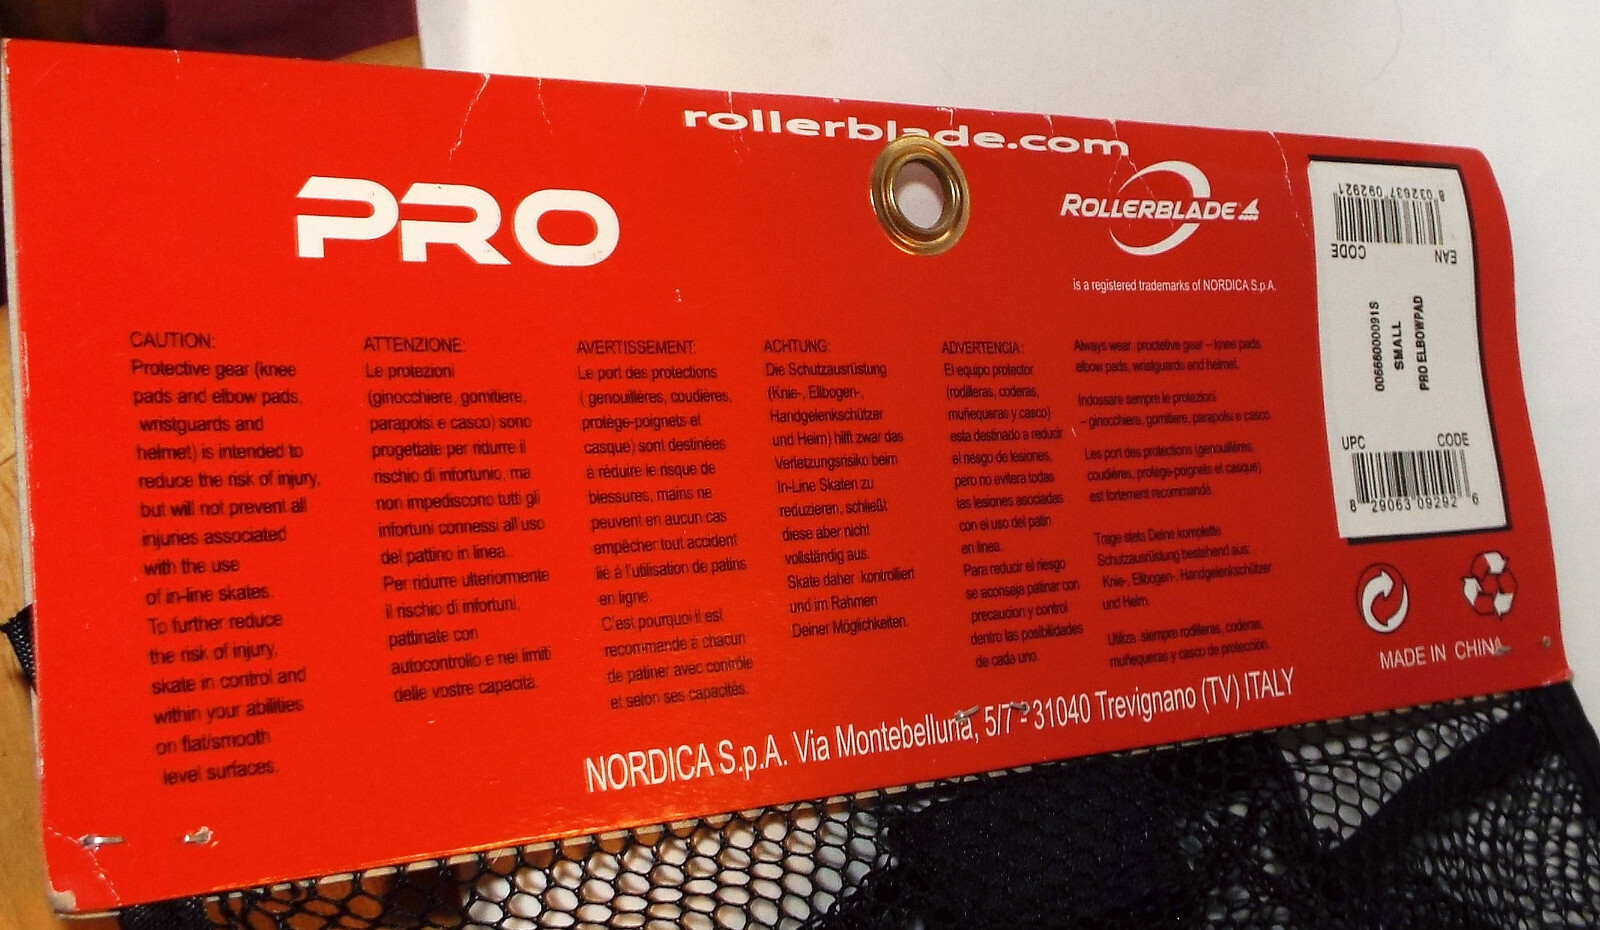 rollerblade.com
PRO
ROLLERBLADE
is a registered trademarks of NORDICA S.p.A.
CAUTION:
Protective gear (knee
pads and elbow pads,
wristguards and
helmet) is intended to
reduce the risk of injury,
but will not prevent all
injuries associated
with the use
of in-line skates.
To further reduce
the risk of injury,
skate in control and
within your abilities
on flat/smooth
level surfaces.
ATTENZIONE:
Le protezioni
(ginocchiere, gomitiere,
parapolsi e casco) sono
progettate per ridurre il
rischio di infortunio, ma
non impediscono tutti gli
infortuni connessi all'uso
del pattino in linea..
Per ridurre ulteriormente
il rischio di infortuni,
pattinate con
autocontrollo e nei limiti
delle vostre capacità.
AVERTISSEMENT:
Le port des protections
( genouillères, coudières,
protège-poignets et
casque) sont destinées
à réduire le risque de
blessures, mains ne
peuvent en aucun cas
empêcher tout accident
lié à l'utilisation de patins
en ligne.
C'est pourquoi il est
recommande à chacun
de patiner avec contrôle
et selon ses capacités.
ACHTUNG:
Die Schutzausrüstung
(Knie-, Ellbogen-,
Handgelenkschützer
und Helm) hilft zwar das
Verletzungsrisiko beim
In-Line Skaten zu
reduzieren, schließt
diese aber nicht
vollständig aus.
Skate daher kontrolliert
und im Rahmen
Deiner Möglichkeiten.
ADVERTENCIA:
El equipo protector
(rodilleras, coderas,
muñequeras y casco)
esta destinado a reducir
el riesgo de lesiones,
pero no evitera todas
las lesiones asociadas
con el uso del patin
en linea.
Para reducir el riesgo
se aconseja patinar con
precaucion y control
dentro las posibilidades
de cada uno.
Always wear proctetive gear – knee pads,
elbow pads, wristguards and helmet.
Indossare sempre le protezioni
– ginocchiere, gomitiere, parapolsi e casco.
Les port des protections (genouillères,
coudières, protège-poignets et casque)
est fortement recommandé.
Trage stets Deine komplette
Schutzausrüstung bestehend aus:
Knie-, Ellbogen-, Handgelenkschützer
und Helm.
Utiliza siempre rodilleras, coderas,
muñequeras y casco de protección.
NORDICA S.p.A. Via Montebelluna, 5/7 - 31040 Trevignano (TV) ITALY
8 032637 092921
EAN CODE
SMALL
PRO ELBOWPAD
UPC CODE
8 29063 09292 6
MADE IN CHINA